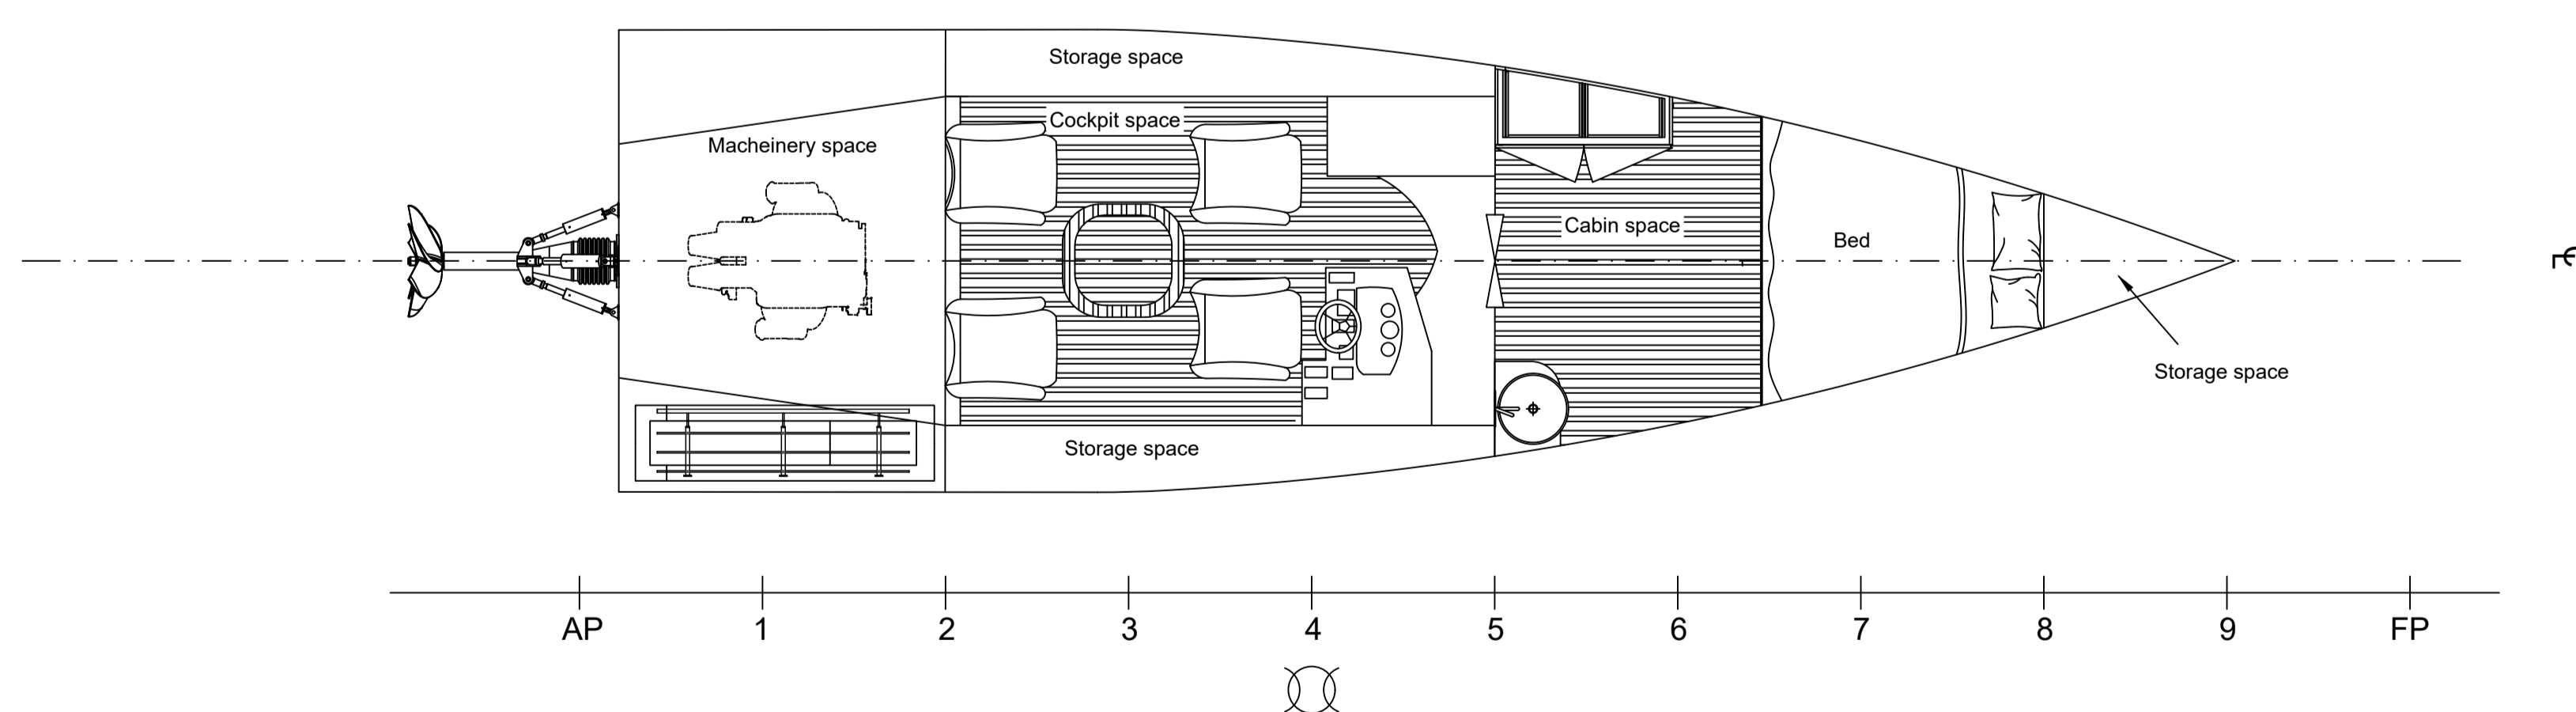 Storage space
Cockpit space
Macheinery space
Cabin space
Bed
Storage space
Storage space
AP 1 2 3 4 5 6 7 8 9 FP